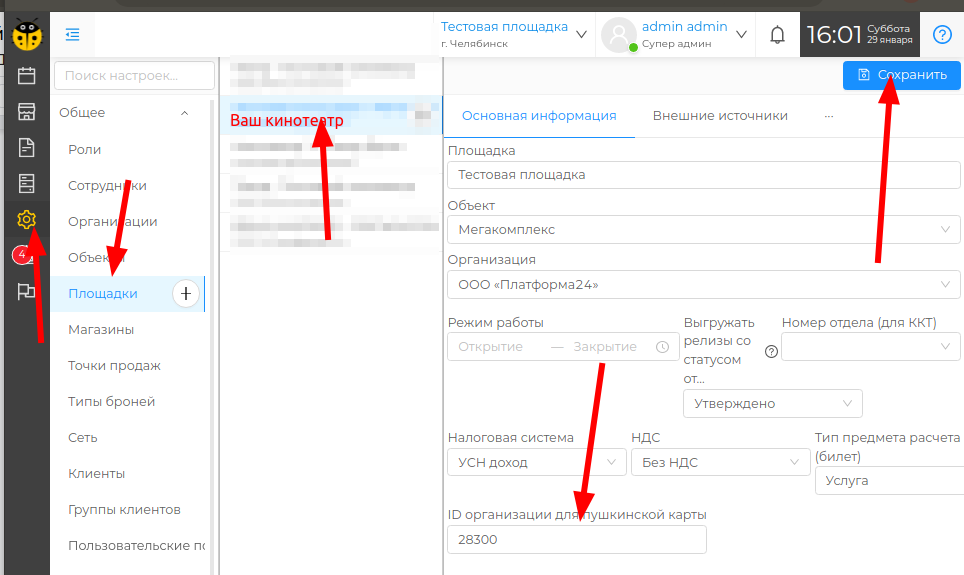 Тестовая площадка
г. Челябинск
admin admin
Супер админ
16:01
Суббота
29 января
Поиск настроек...
Сохранить
Общее
Роли
Сотрудники
Организации
Площадки
Магазины
Точки продаж
Типы броней
Сеть
Клиенты
Группы клиентов
Пользовательские по
4
Ваш кинотеатр
Основная информация
Внешние источники
...
Площадка
Тестовая площадка
Объект
Мегакомплекс
Организация
ООО «Платформа24»
Режим работы
Открытие — Закрытие
Выгружать
релизы со
статусом
от...
Утверждено
Номер отдела (для ККТ)
Налоговая система
УСН доход
НДС
Без НДС
Тип предмета расчета
(билет)
Услуга
ID организации для пушкинской карты
28300